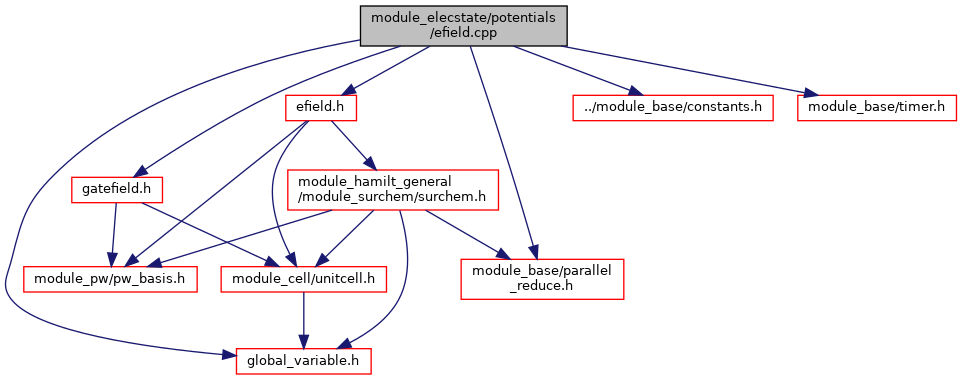 module_elecstate/potentials
/efield.cpp
efield.h
../module_base/constants.h
module_base/timer.h
gatefield.h
module_hamilt_general
/module_surchem/surchem.h
module_pw/pw_basis.h
module_cell/unitcell.h
module_base/parallel
_reduce.h
global_variable.h